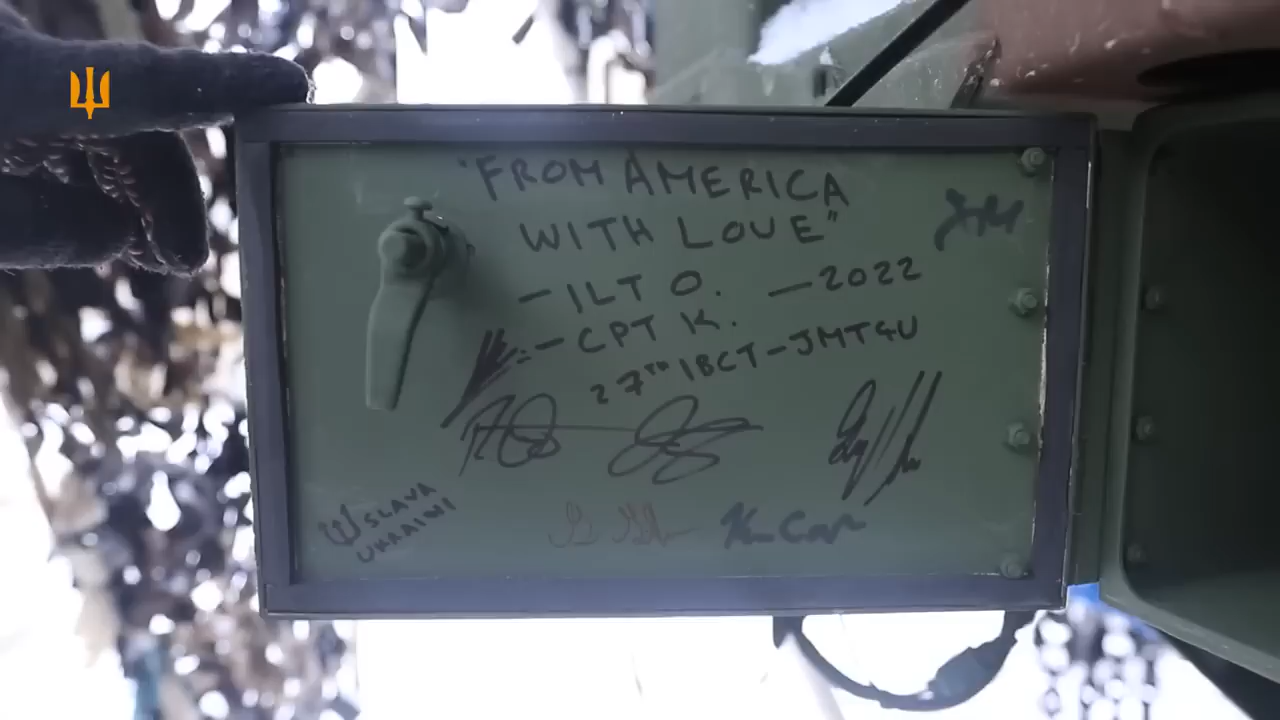 "FROM AMERICA
WITH LOVE"
- 1LT O. - 2022
- CPT K.
27TH IBCT - JMTGU
SLAVA
UKRAINI